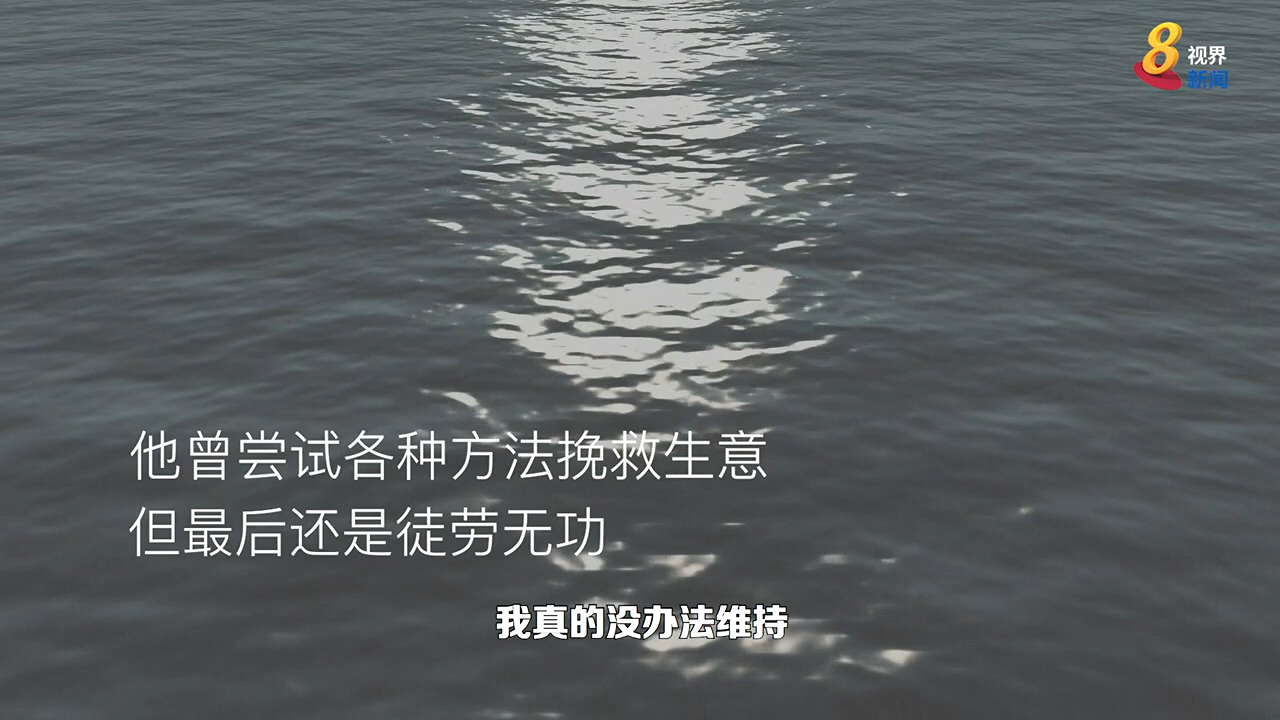 8
视界
新闻
他曾尝试各种方法挽救生意
但最后还是徒劳无功
我真的没办法维持